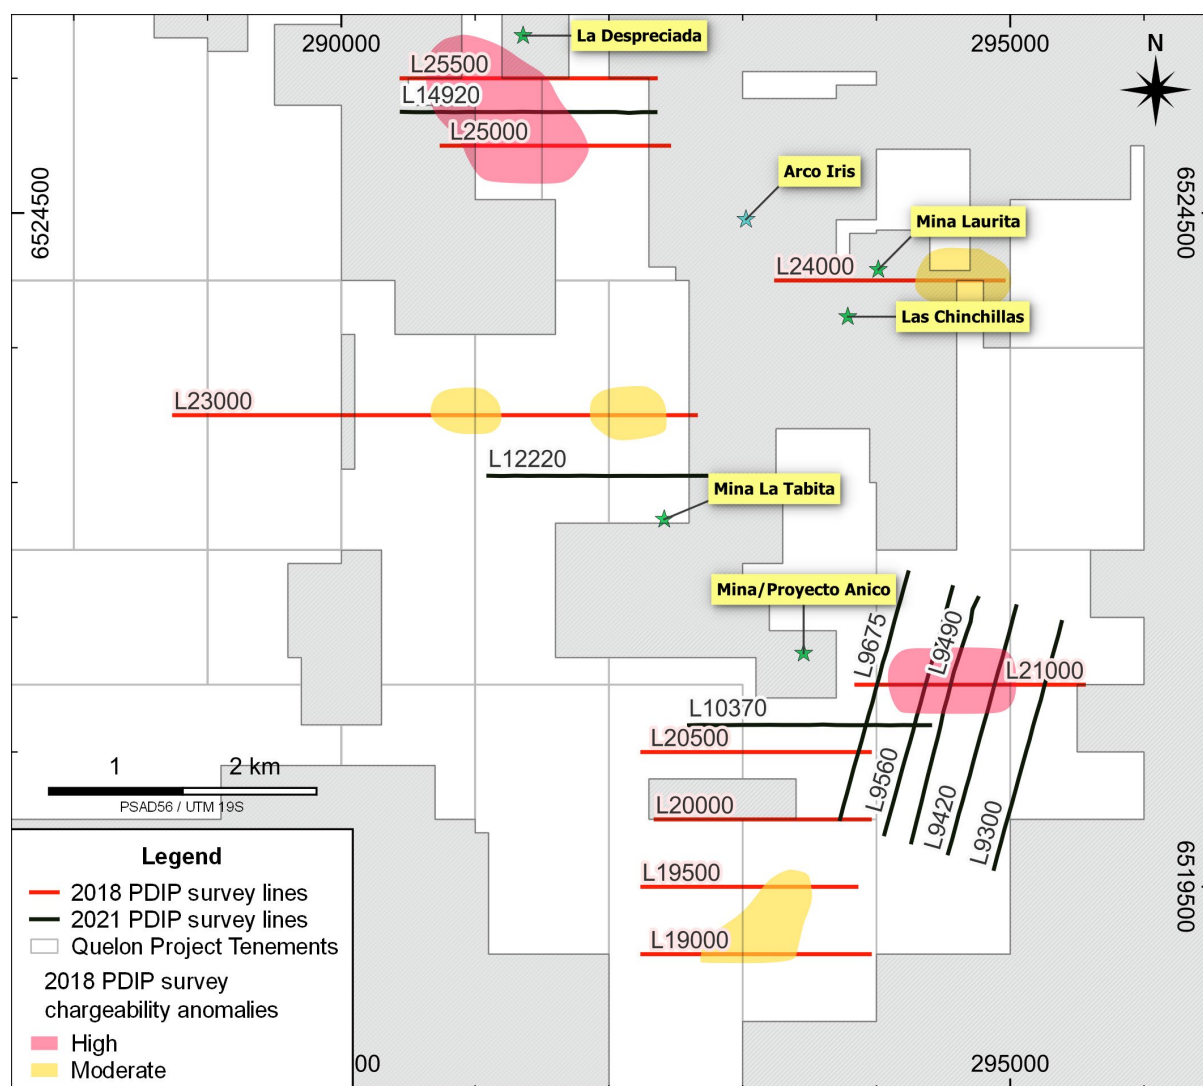 La Despreciada
290000
295000
N
L25500
L14920
L25000
Arco Iris
6524500
6524500
Mina Laurita
L24000
Las Chinchillas
L23000
L12220
Mina La Tabita
Mina/Proyecto Anico
L9675
L9490
L21000
L10370
L20500
1
2 km
PSAD56 / UTM 19S
L9560
L20000
L9420
L9300
Legend
2018 PDIP survey lines
2021 PDIP survey lines
Quelon Project Tenements
2018 PDIP survey
chargeability anomalies
High
Moderate
L19500
6519500
L19000
00
295000